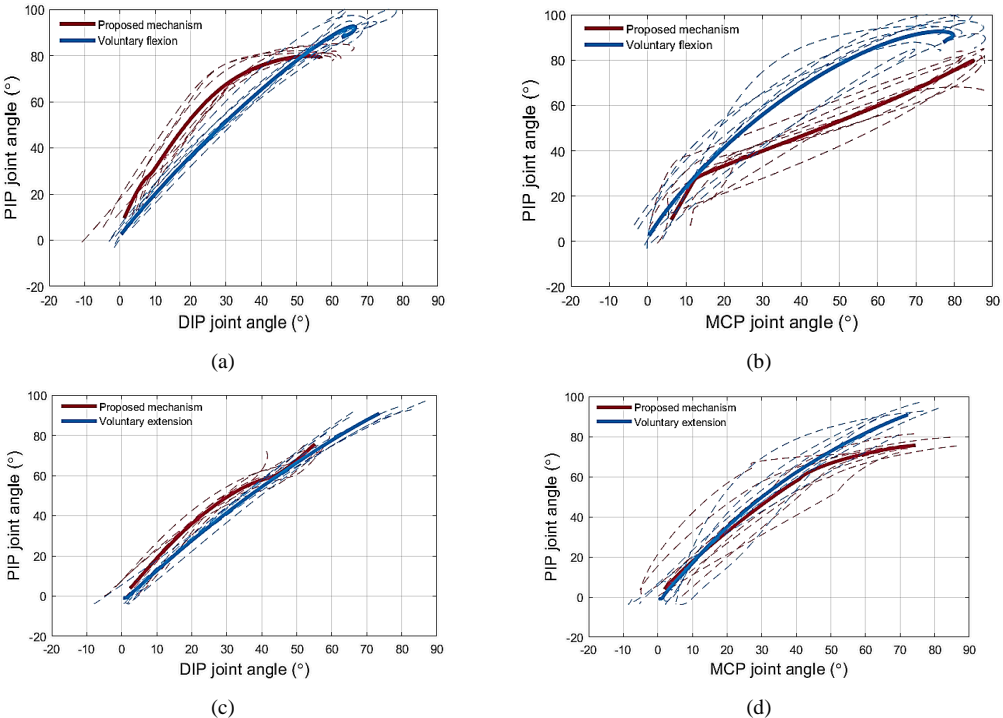 Proposed mechanism
Voluntary flexion
PIP joint angle (°)
100
80
60
40
20
0
-20
-20 -10 0 10 20 30 40 50 60 70 80 90
DIP joint angle (°)
(a)
Proposed mechanism
Voluntary flexion
PIP joint angle (°)
100
80
60
40
20
0
-20
-20 -10 0 10 20 30 40 50 60 70 80 90
MCP joint angle (°)
(b)
Proposed mechanism
Voluntary extension
PIP joint angle (°)
100
80
60
40
20
0
-20
-20 -10 0 10 20 30 40 50 60 70 80 90
DIP joint angle (°)
(c)
Proposed mechanism
Voluntary extension
PIP joint angle (°)
100
80
60
40
20
0
-20
-20 -10 0 10 20 30 40 50 60 70 80 90
MCP joint angle (°)
(d)